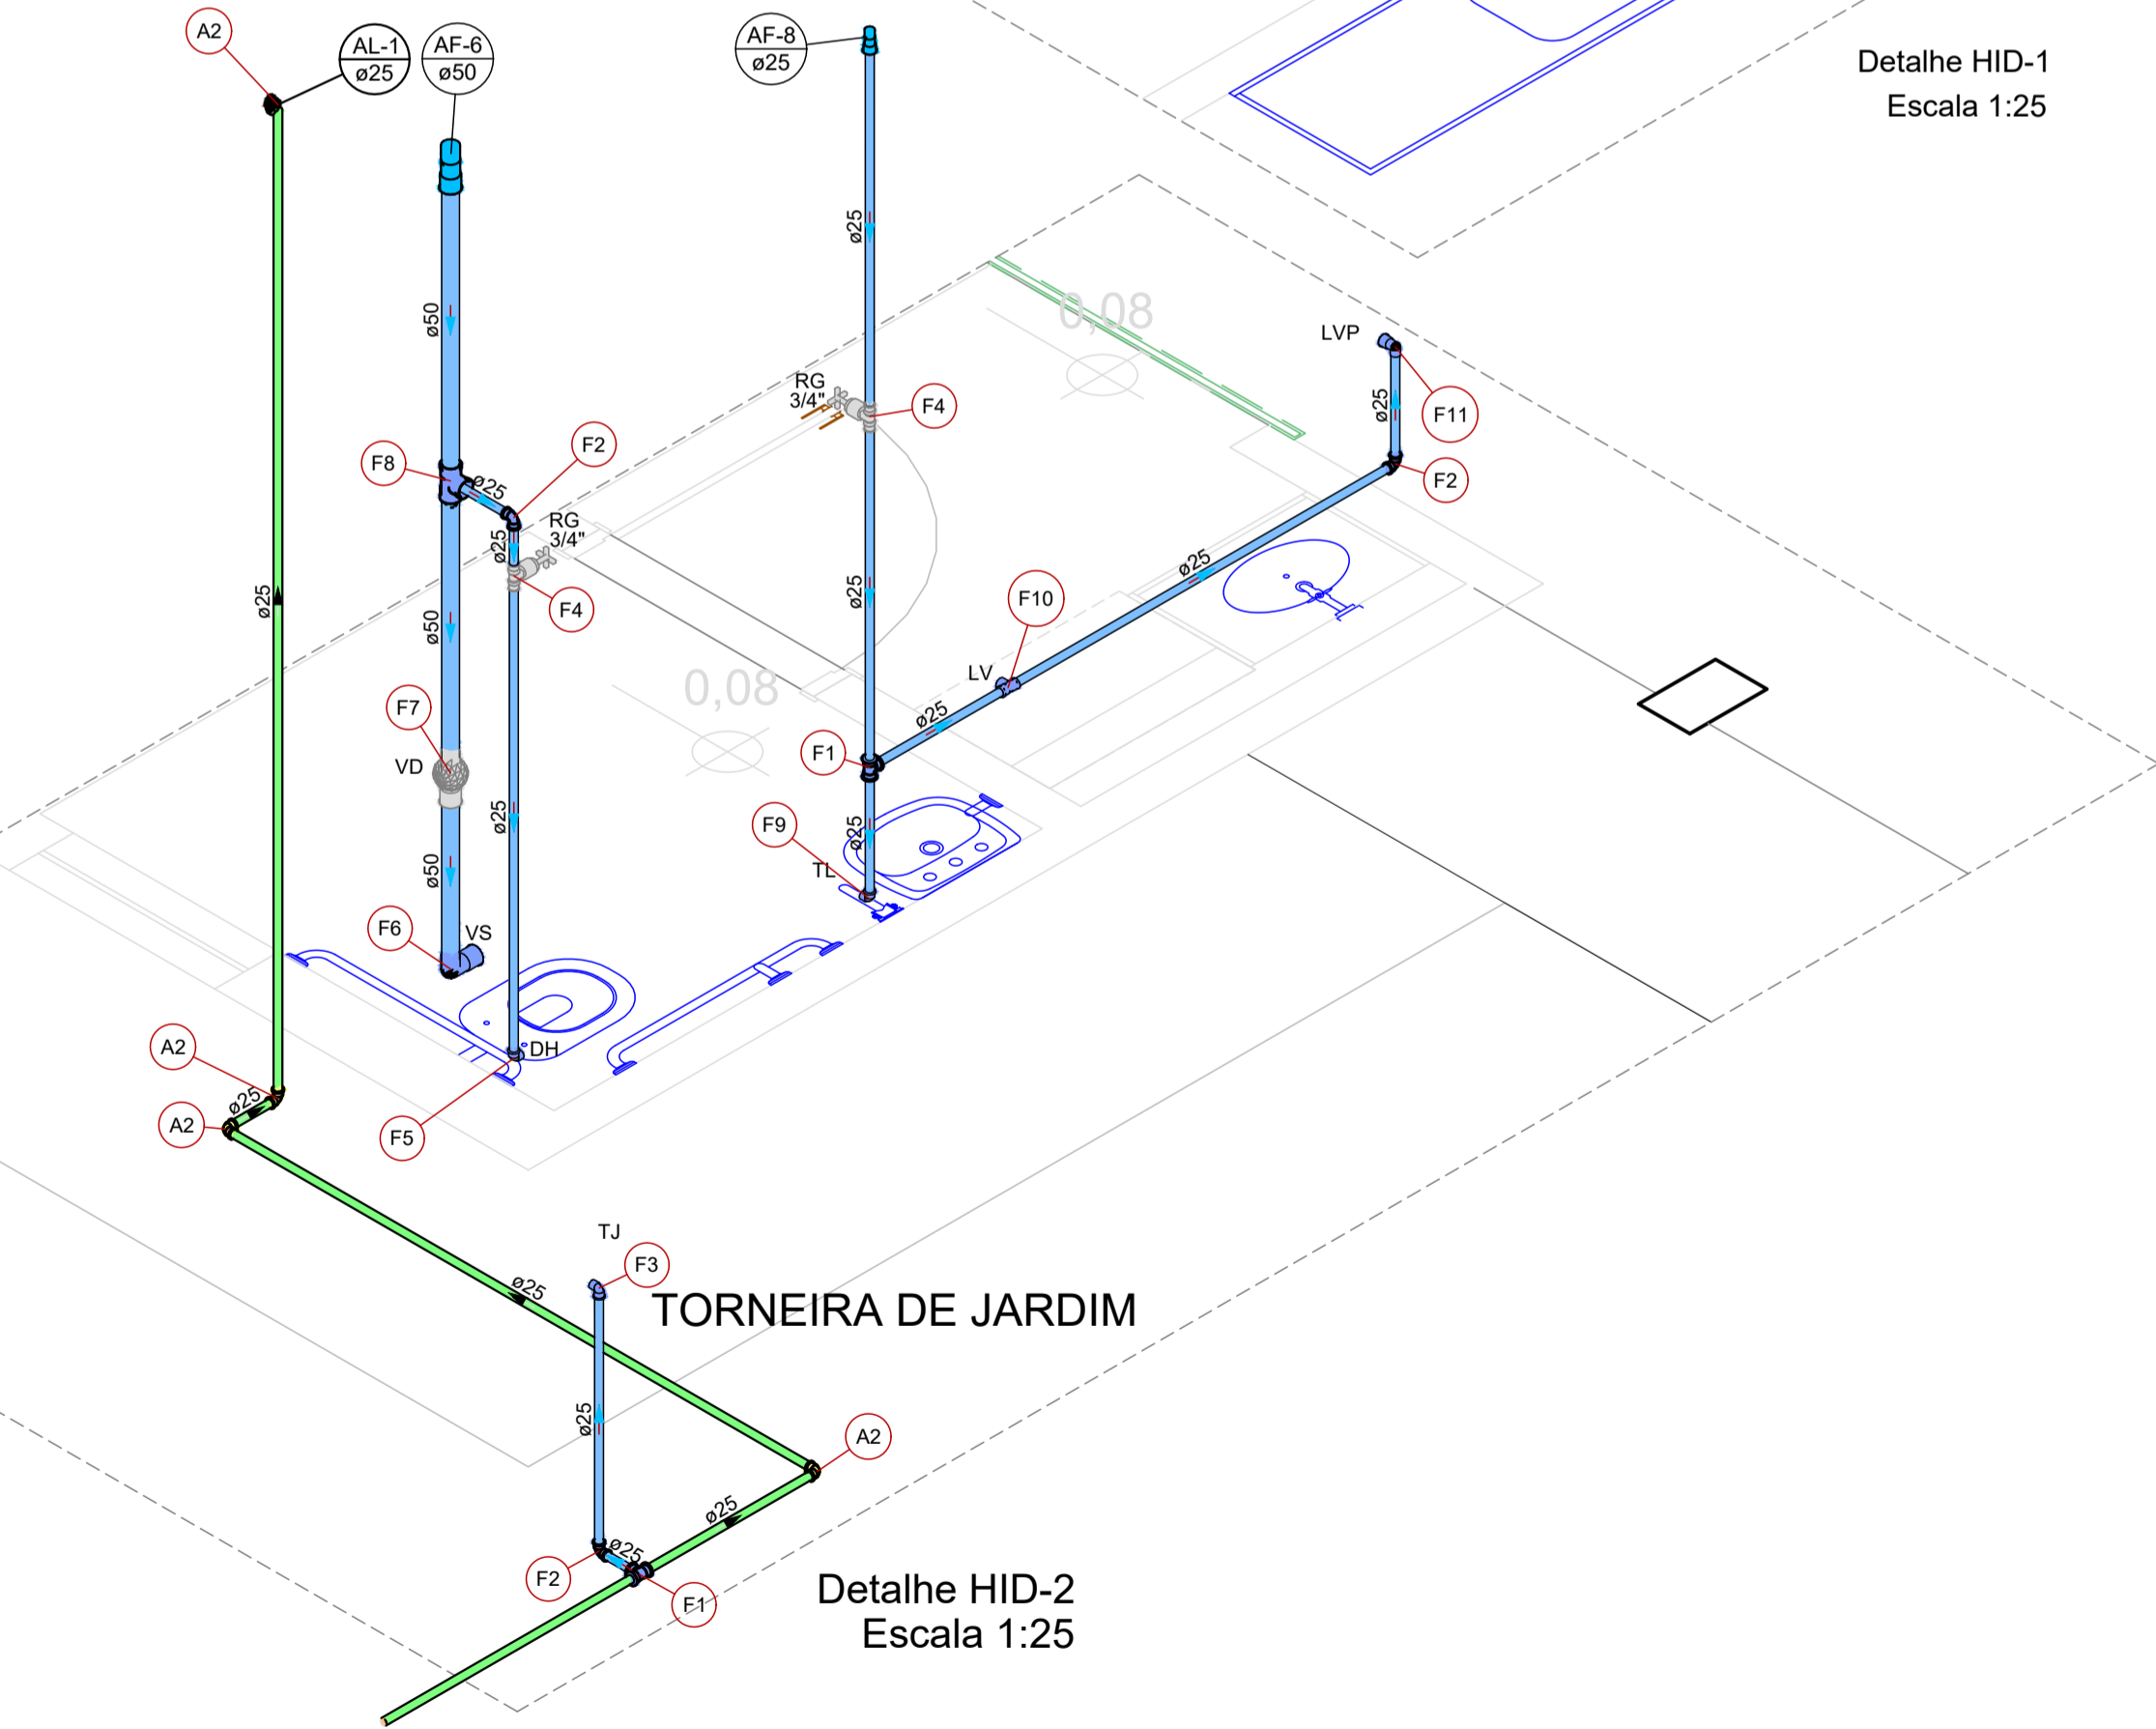 A2
AL-1
ø25
AF-6
ø50
AF-8
ø25
Detalhe HID-1
Escala 1:25
ø25
ø50
0,08
LVP
RG
3/4"
F4
ø25
F11
F2
F8
ø25
F2
RG
3/4"
ø25
F4
ø25
ø25
ø25
F10
ø50
LV
0,08
F7
ø25
F1
VD
ø25
F9
ø25
TL
ø50
F6
VS
A2
DH
ø25
A2
F5
TJ
F3
ø25
TORNEIRA DE JARDIM
ø25
A2
ø25
ø25
F2
F1
Detalhe HID-2
Escala 1:25